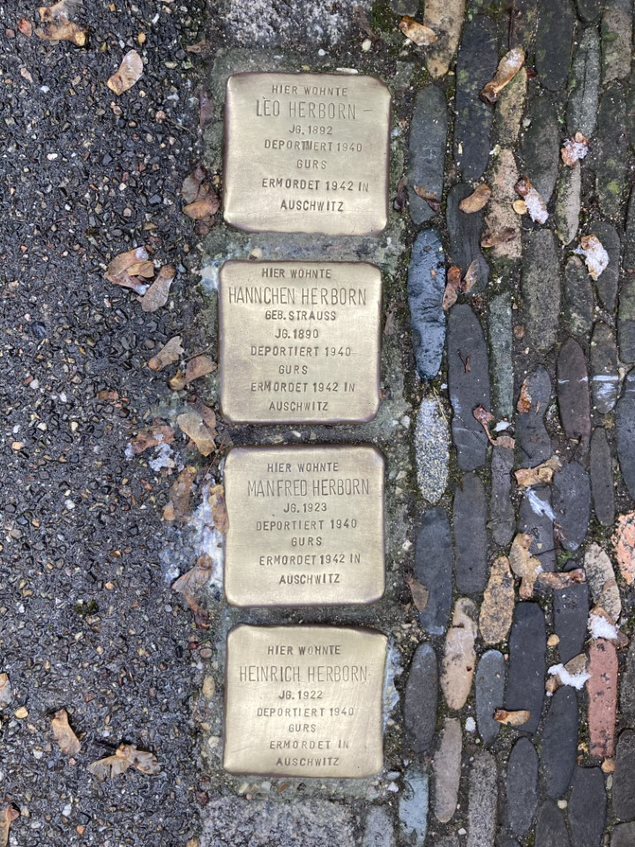 HIER WOHNTE
LEO HERBORN
JG. 1892
DEPORTIERT 1940
GURS
ERMORDET 1942 IN
AUSCHWITZ
HIER WOHNTE
HANNCHEN HERBORN
GEB. STRAUSS
JG. 1890
DEPORTIERT 1940
GURS
ERMORDET 1942 IN
AUSCHWITZ
HIER WOHNTE
MANFRED HERBORN
JG. 1923
DEPORTIERT 1940
GURS
ERMORDET 1942 IN
AUSCHWITZ
HIER WOHNTE
HEINRICH HERBORN
JG. 1922
DEPORTIERT 1940
GURS
ERMORDET IN
AUSCHWITZ